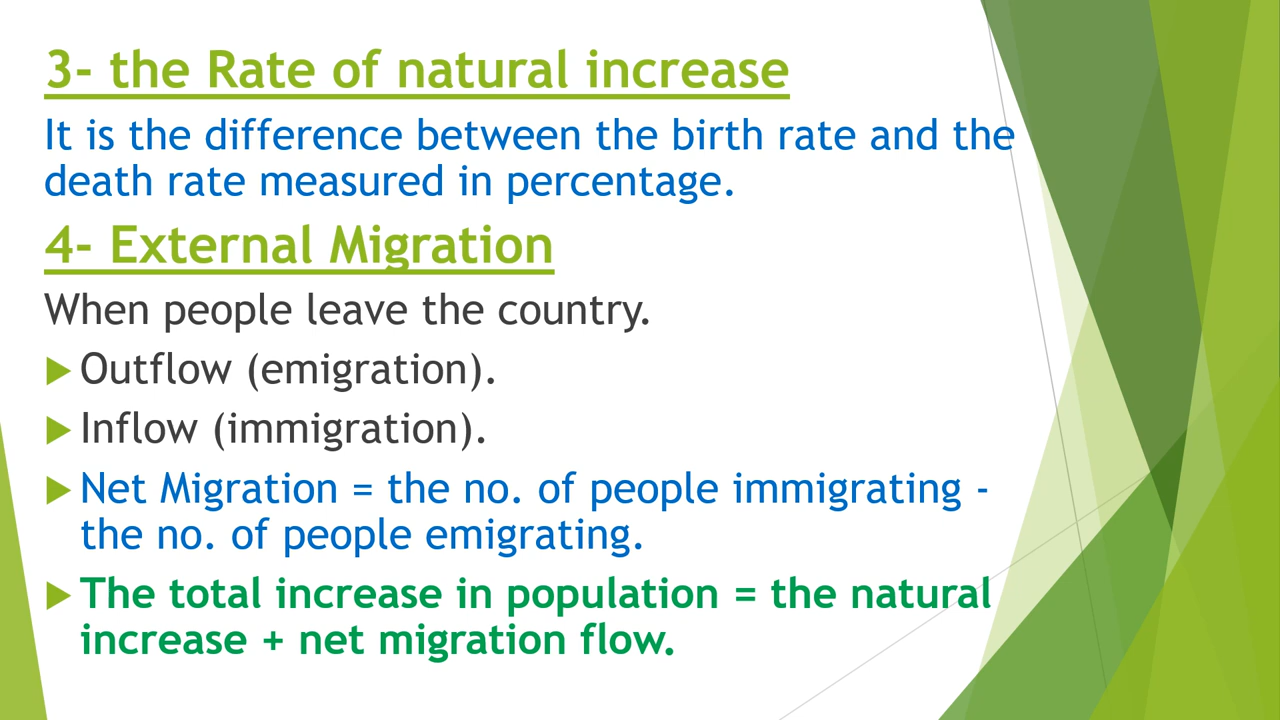 3- the Rate of natural increase
It is the difference between the birth rate and the
death rate measured in percentage.
4- External Migration
When people leave the country.
Outflow (emigration).
Inflow (immigration).
Net Migration = the no. of people immigrating -
the no. of people emigrating.
The total increase in population = the natural
increase + net migration flow.